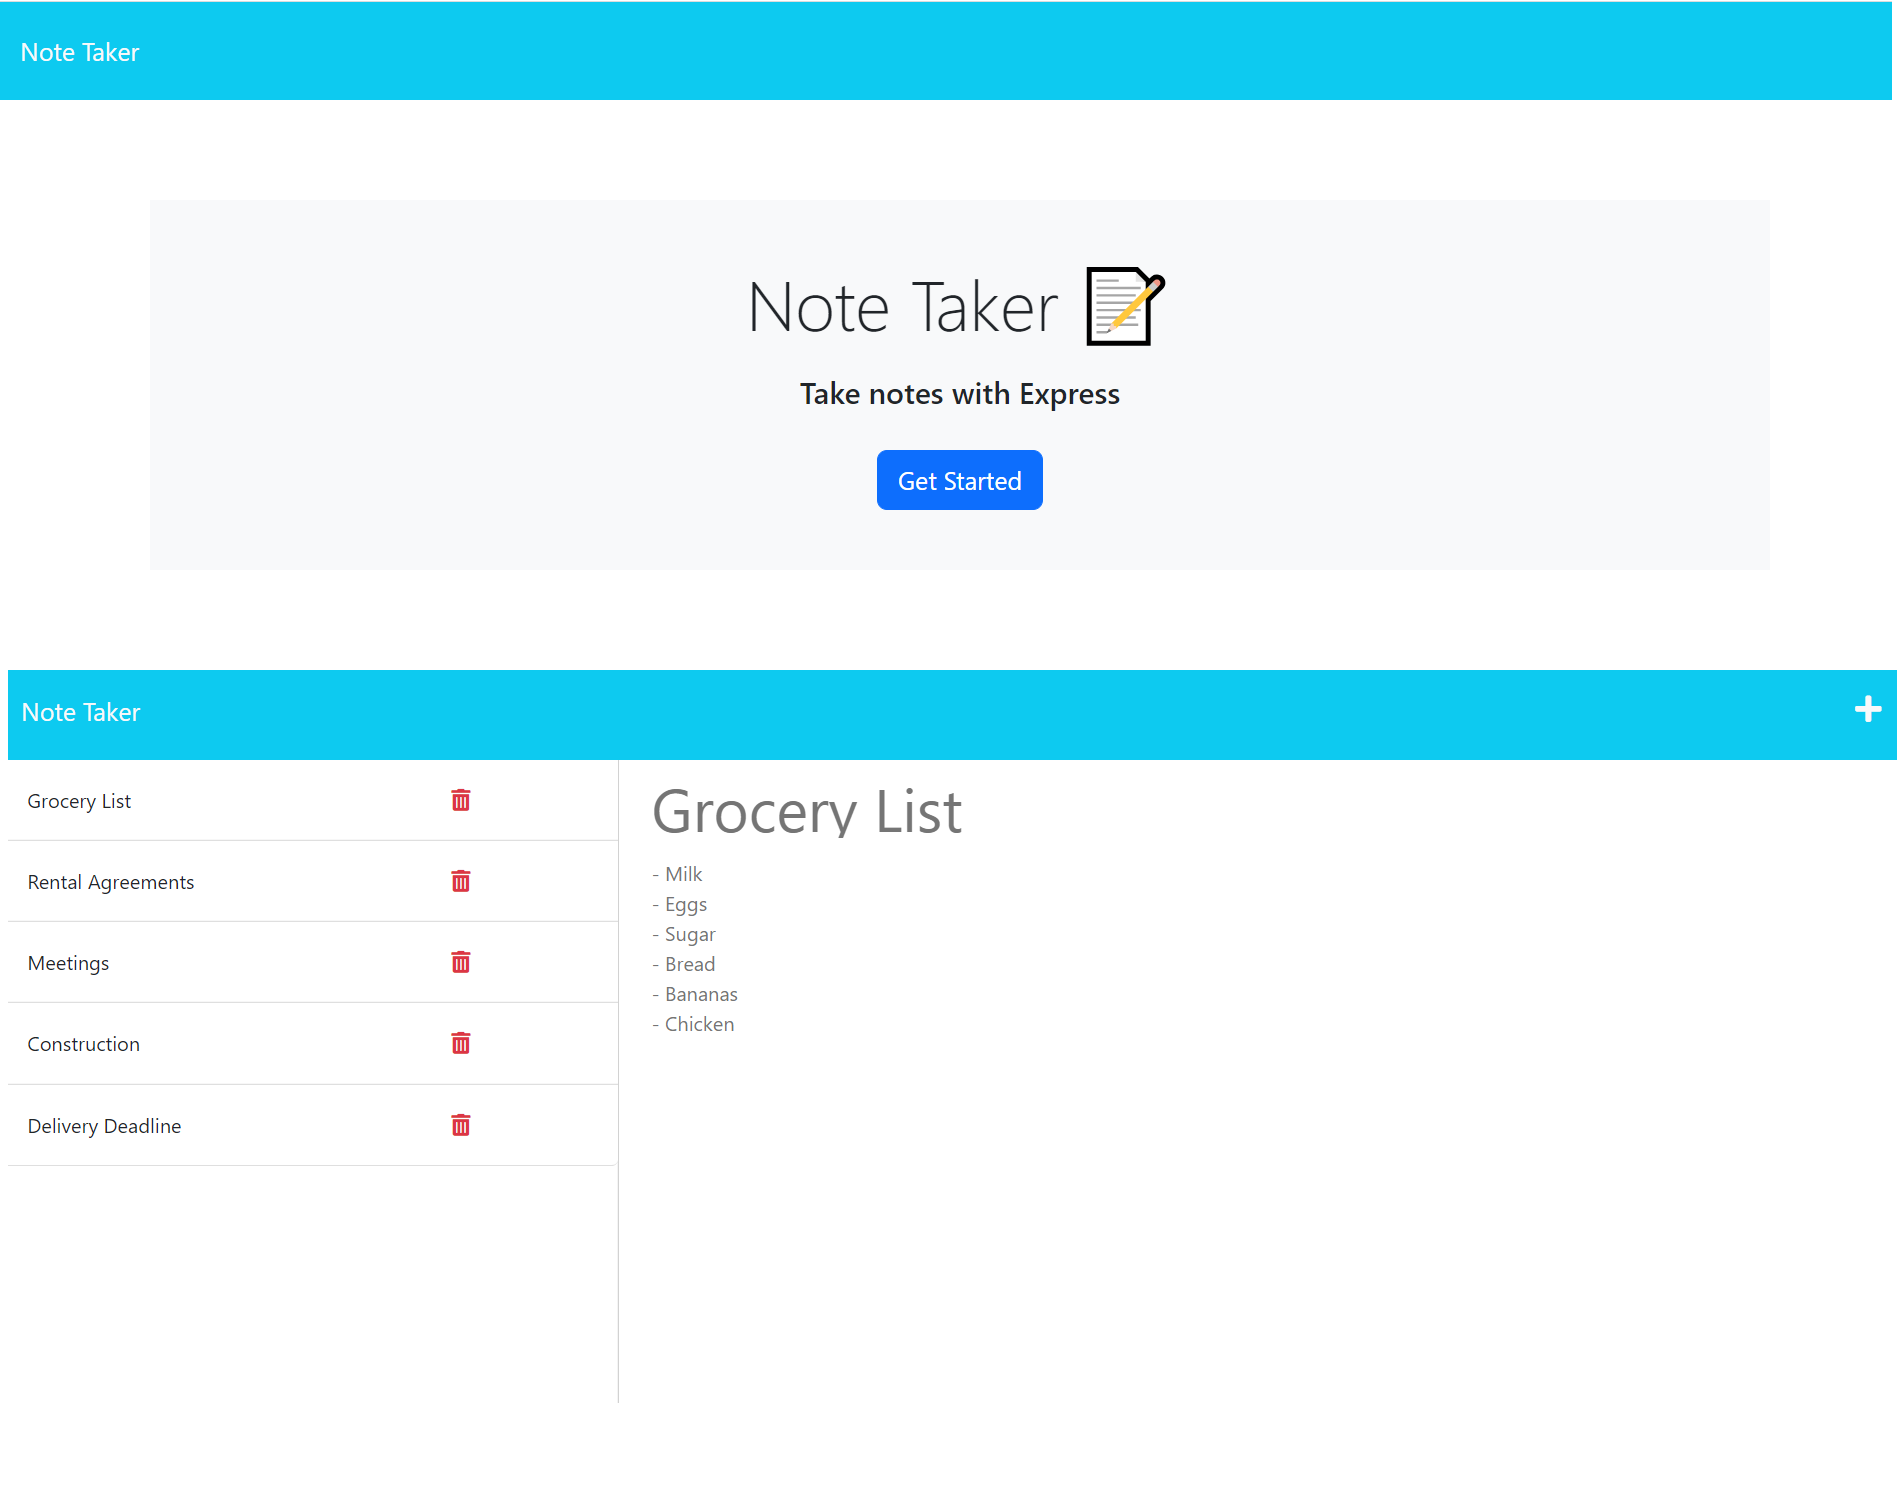 Note Taker
Note Taker
Take notes with Express
Get Started
Note Taker
Grocery List
Rental Agreements
Meetings
Construction
Delivery Deadline
Grocery List
- Milk
- Eggs
- Sugar
- Bread
- Bananas
- Chicken